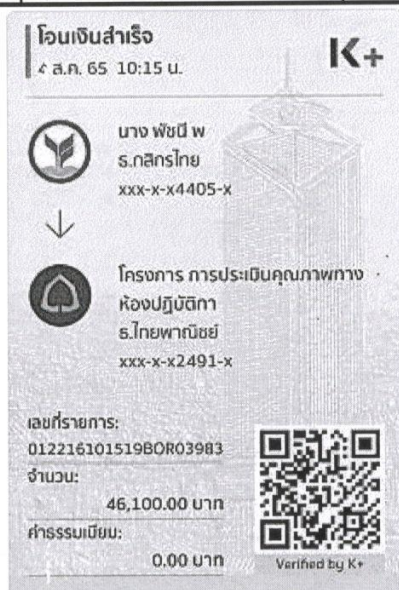 โอนเงินสำเร็จ
ส.ค. 65 10:15 น.
K+
นาง พัชนี พ
ธ.กสิกรไทย
xxx-x-x4405-x
โครงการ การประเมินคุณภาพทาง
ห้องปฏิบัติกา
ธ.ไทยพาณิชย์
xxx-x-x2491-x
เลขที่รายการ:
012216101519BOR03983
จำนวน:
46,100.00 บาท
ค่าธรรมเนียม:
0.00 บาท
Verified by K+